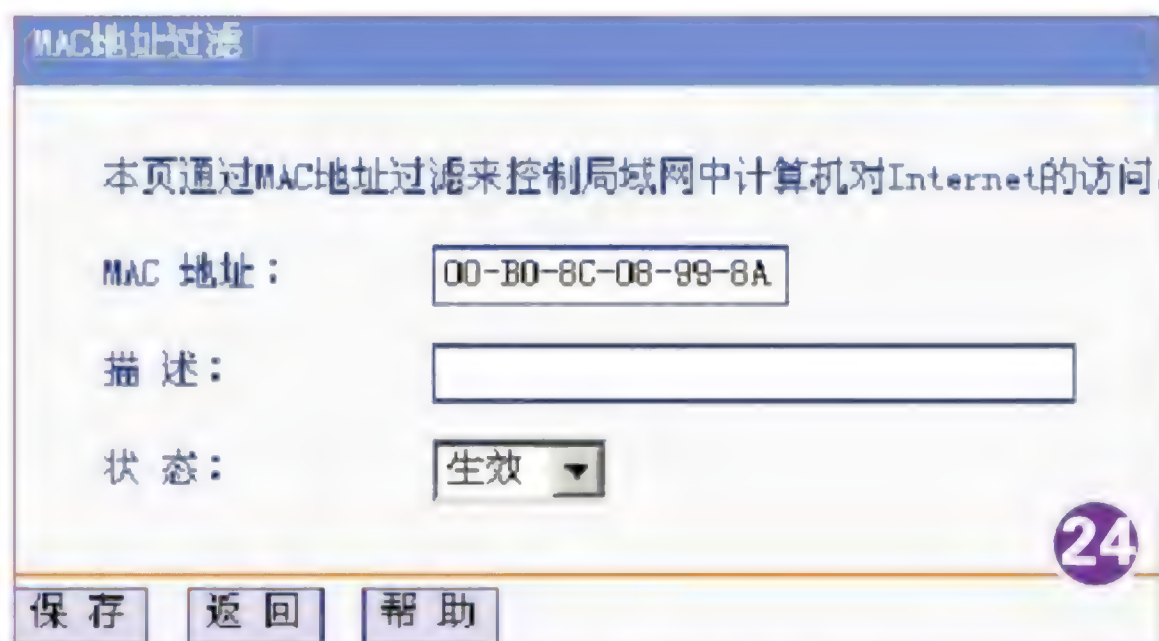 MAC地址过滤
本页通过MAC地址过滤来控制局域网中计算机对Internet的访问
MAC 地址：
00-B0-8C-08-99-8A
描 述：
状 态：
生效
24
保 存
返 回
帮 助